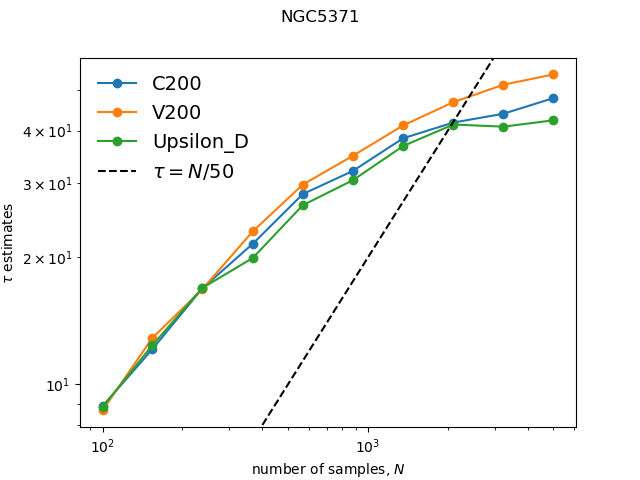 NGC5371
C200
V200
Upsilon_D
τ = N/50
τ estimates
4 × 10¹
3 × 10¹
2 × 10¹
10¹
10² 10³
number of samples, N